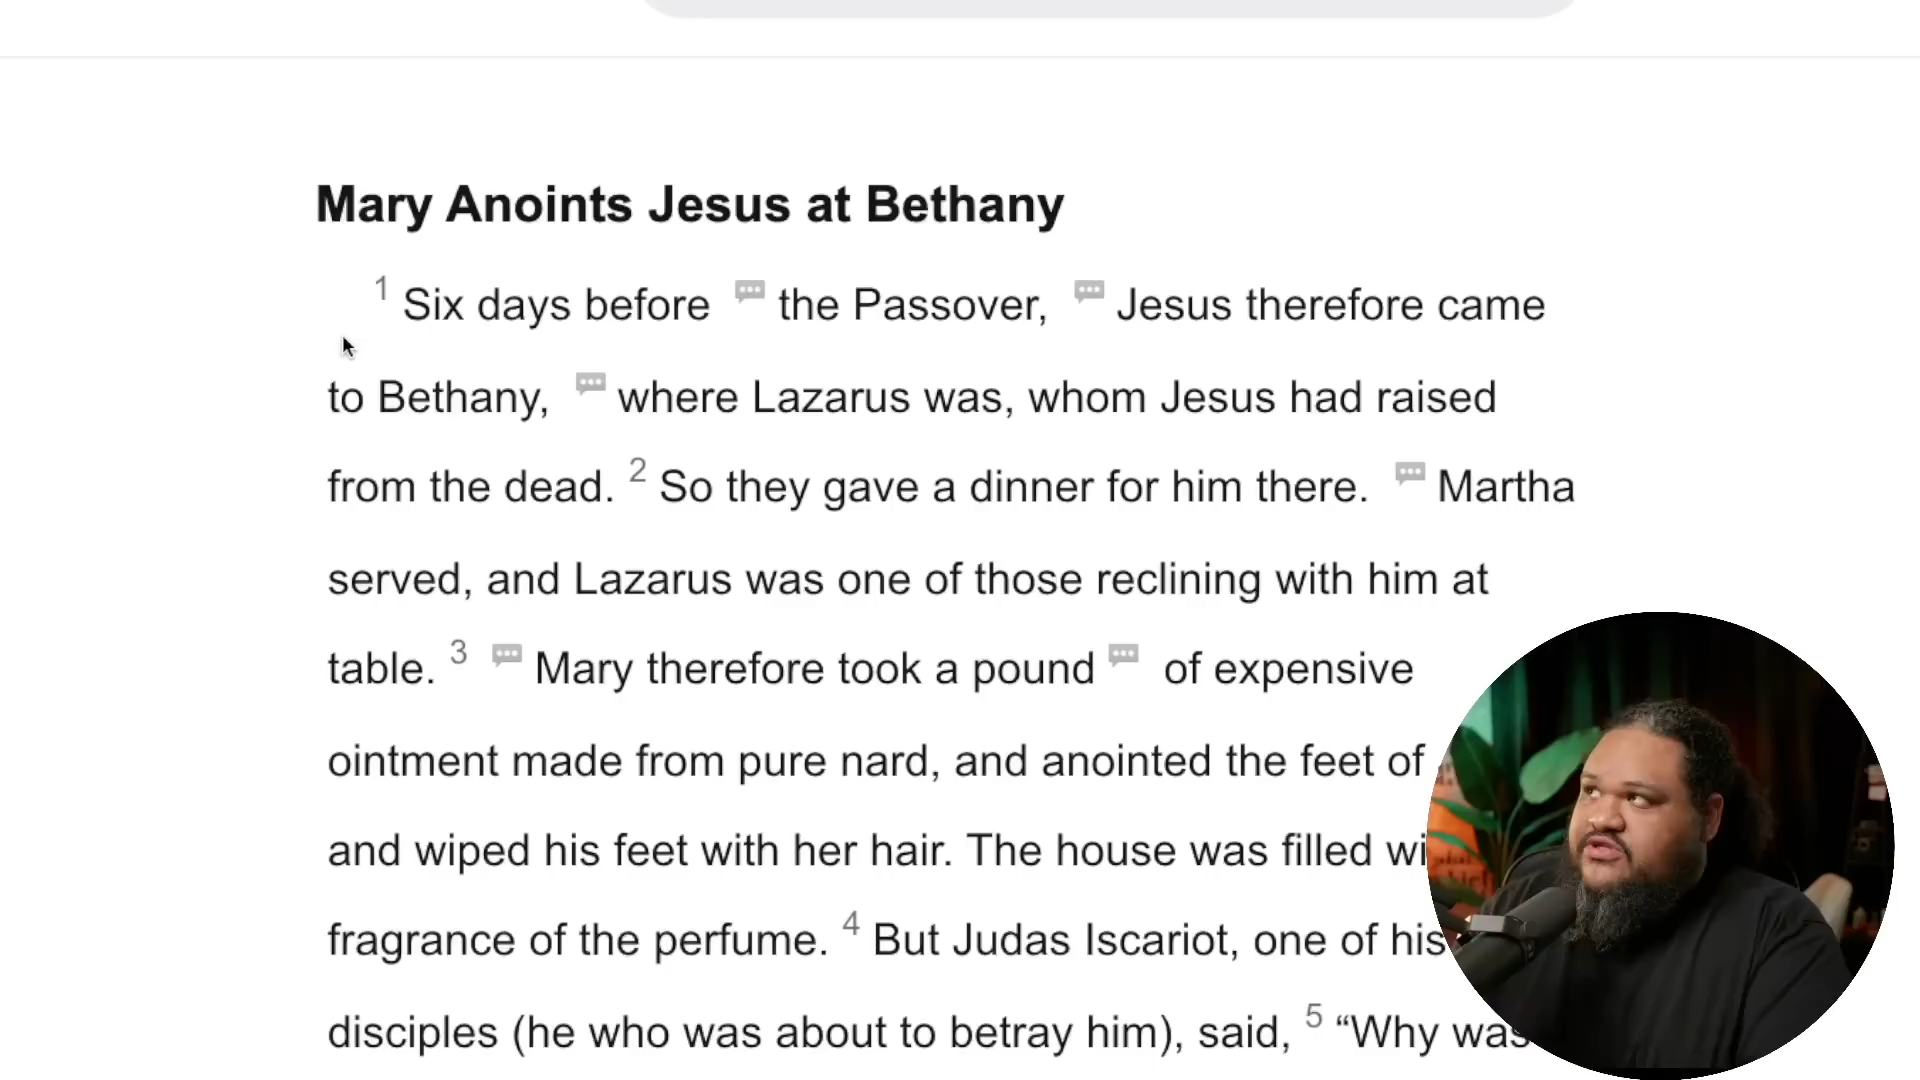 Mary Anoints Jesus at Bethany
1 Six days before the Passover, Jesus therefore came
to Bethany, where Lazarus was, whom Jesus had raised
from the dead. 2 So they gave a dinner for him there. Martha
served, and Lazarus was one of those reclining with him at
table. 3 Mary therefore took a pound of expensive
ointment made from pure nard, and anointed the feet of
and wiped his feet with her hair. The house was filled wi
fragrance of the perfume. 4 But Judas Iscariot, one of his
disciples (he who was about to betray him), said, 5 “Why was